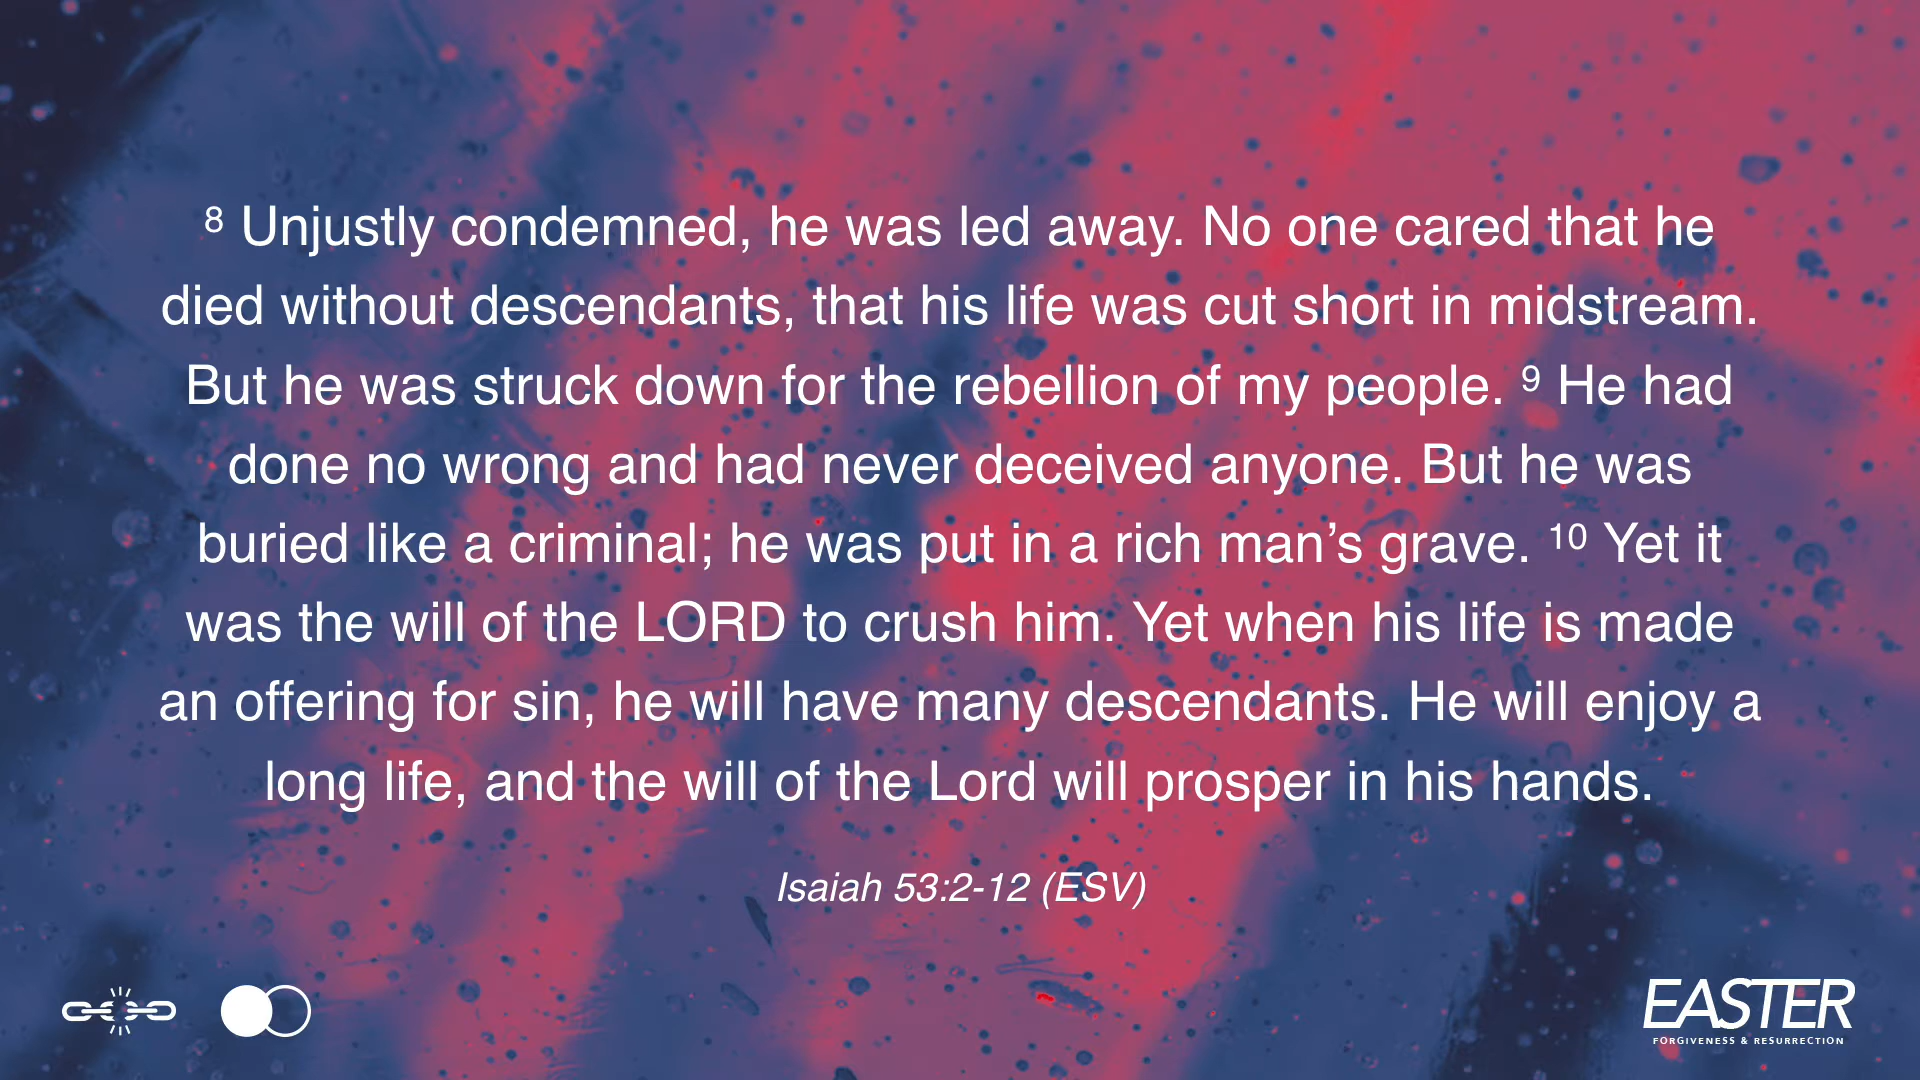 8 Unjustly condemned, he was led away. No one cared that he
died without descendants, that his life was cut short in midstream.
But he was struck down for the rebellion of my people. 9 He had
done no wrong and had never deceived anyone. But he was
buried like a criminal; he was put in a rich man’s grave. 10 Yet it
was the will of the LORD to crush him. Yet when his life is made
an offering for sin, he will have many descendants. He will enjoy a
long life, and the will of the Lord will prosper in his hands.
Isaiah 53:2-12 (ESV)
EASTER
FORGIVENESS & RESURRECTION